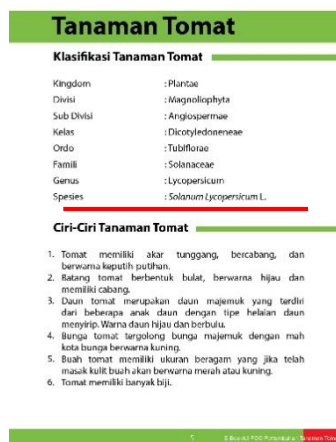 Tanaman Tomat
Klasifikasi Tanaman Tomat
Kingdom : Plantae
Divisi : Magnoliophyta
Sub Divisi : Angiospermae
Kelas : Dicotyledoneneae
Ordo : Tubiflorae
Famili : Solanaceae
Genus : Lycopersicum
Spesies : Solanum Lycopersicum L.
Ciri-Ciri Tanaman Tomat
1. Tomat memiliki akar tunggang, bercabang, dan
berwarna keputih putihan.
2. Batang tomat berbentuk bulat, berwarna hijau dan
memiliki cabang.
3. Daun tomat merupakan daun majemuk yang terdiri
dari beberapa anak daun dengan tipe helaian daun
menyirip. Warna daun hijau dan berbulu.
4. Bunga tomat tergolong bunga majemuk dengan mah
kota bunga berwarna kuning.
5. Buah tomat memiliki ukuran beragam yang jika telah
masak kulit buah akan berwarna merah atau kuning.
6. Tomat memiliki banyak biji.
5